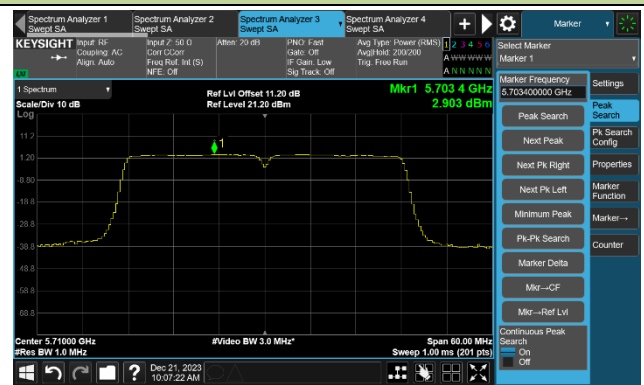 Spectrum Analyzer 1
Swept SA
Spectrum Analyzer 2
Swept SA
Spectrum Analyzer 3
Swept SA
Spectrum Analyzer 4
Swept SA
+
Marker
KEYSIGHT
Input: RF
Coupling: AC
Align: Auto
Input Z: 50 Ω
Corr CCorr
Freq Ref: Int (S)
NFE: Off
Atten: 20 dB
PNO: Fast
Gate: Off
IF Gain: Low
Sig Track: Off
Avg Type: Power (RMS)
Avg|Hold: 200/200
Trig: Free Run
1 2 3 4 5 6
A W W W W W
A N N N N N
Select Marker
Marker 1
1 Spectrum
Scale/Div 10 dB
Log
Ref Lvl Offset 11.20 dB
Ref Level 21.20 dBm
Mkr1 5.703 4 GHz
2.903 dBm
11.2
1.20
-8.80
-18.8
-28.8
-38.8
-48.8
-58.8
-68.8
1
Center 5.71000 GHz
#Res BW 1.0 MHz
#Video BW 3.0 MHz*
Span 60.00 MHz
Sweep 1.00 ms (201 pts)
Marker Frequency
5.703400000 GHz
Peak Search
Next Peak
Next Pk Right
Next Pk Left
Minimum Peak
Pk-Pk Search
Marker Delta
Mkr→CF
Mkr→Ref Lvl
Continuous Peak
Search
On
Off
Settings
Peak
Search
Pk Search
Config
Properties
Marker
Function
Marker→
Counter
?
Dec 21, 2023
10:07:22 AM